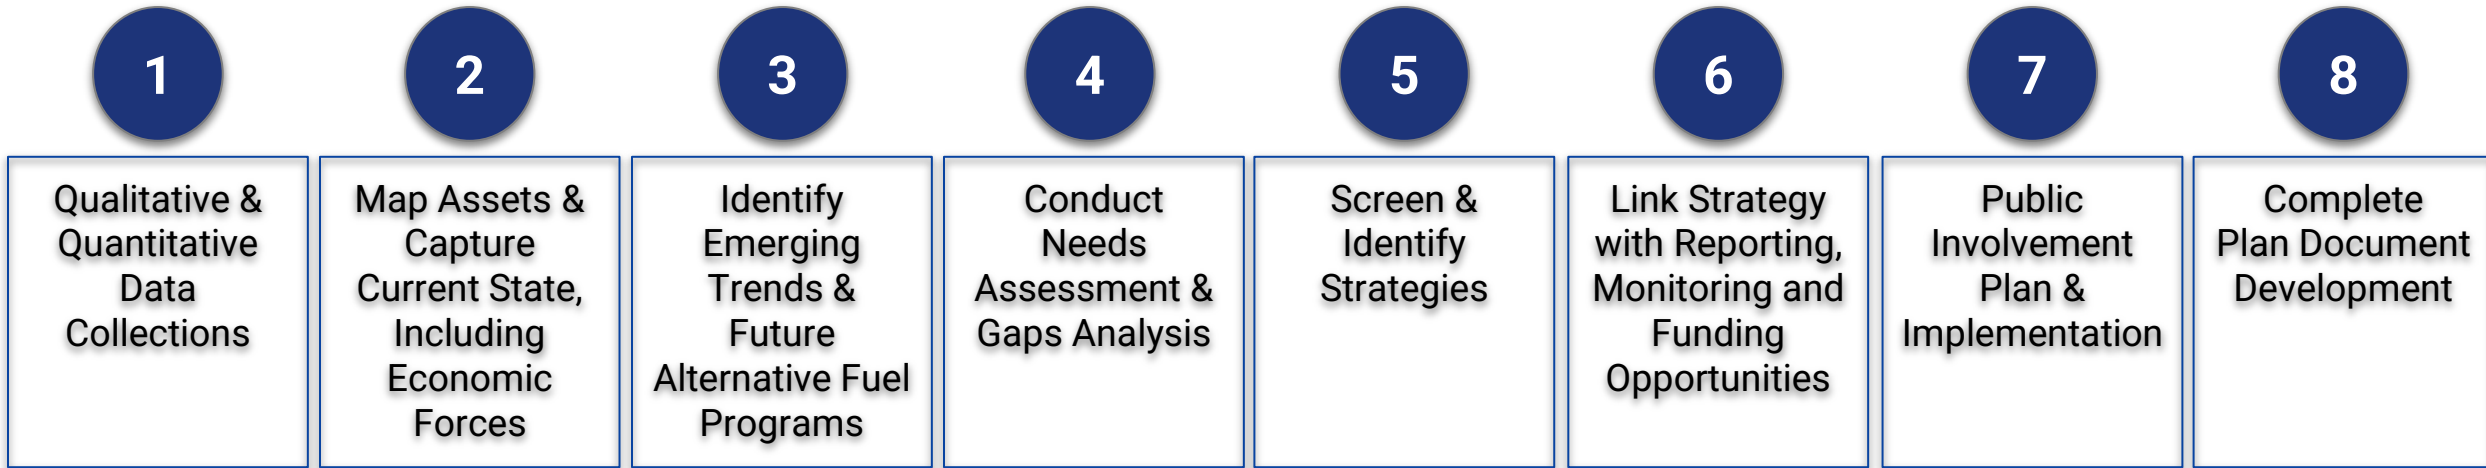 1
Qualitative &
Quantitative
Data
Collections
2
Map Assets &
Capture
Current State,
Including
Economic
Forces
3
Identify
Emerging
Trends &
Future
Alternative Fuel
Programs
4
Conduct
Needs
Assessment &
Gaps Analysis
5
Screen &
Identify
Strategies
6
Link Strategy
with Reporting,
Monitoring and
Funding
Opportunities
7
Public
Involvement
Plan &
Implementation
8
Complete
Plan Document
Development